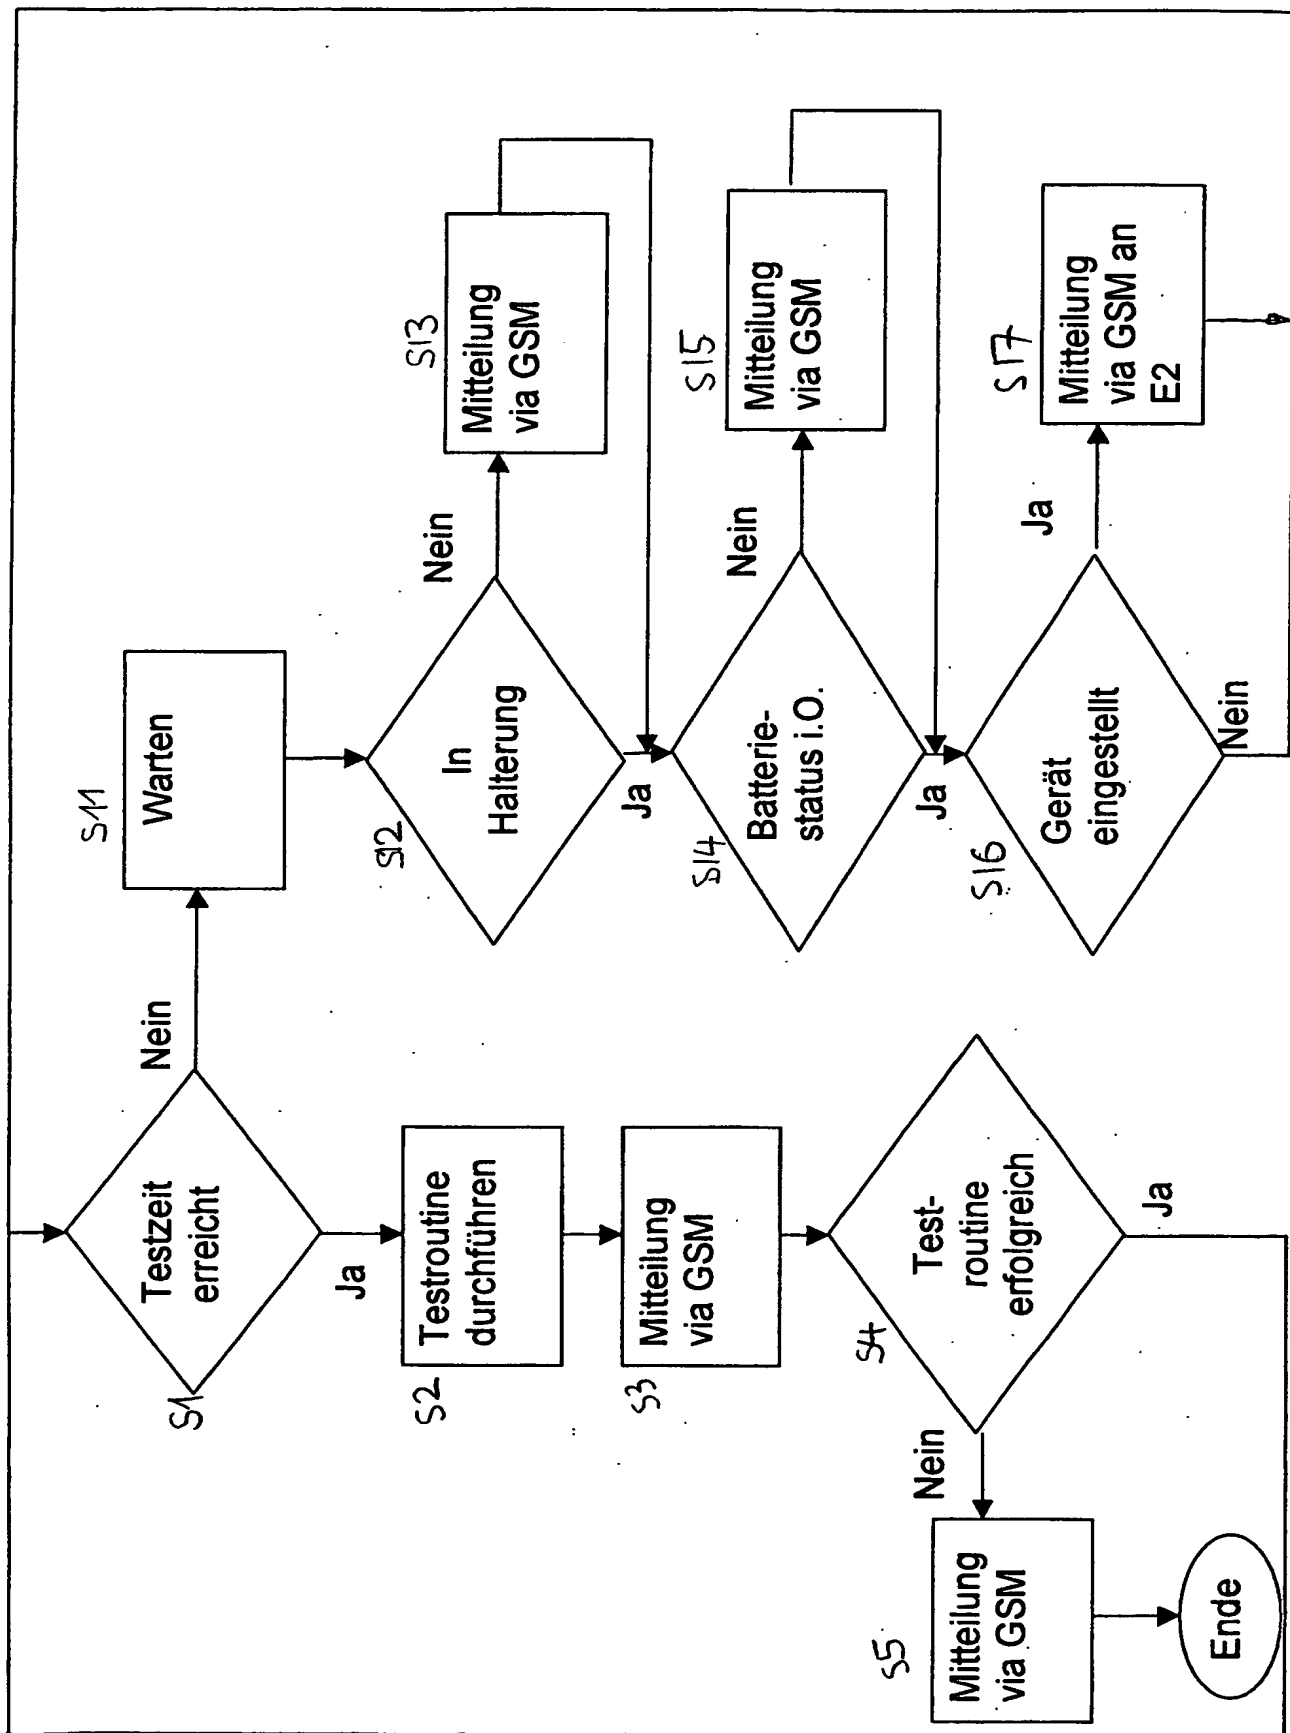 S1
Testzeit
erreicht
Nein
Ja
S11
Warten
S2
Testroutine
durchführen
S3
Mitteilung
via GSM
S4
Test-
routine
erfolgreich
Nein
Ja
S5
Mitteilung
via GSM
Ende
S12
In
Halterung
Nein
Ja
S13
Mitteilung
via GSM
S14
Batterie-
status i.O.
Nein
Ja
S15
Mitteilung
via GSM
S16
Gerät
eingestellt
Ja
Nein
S17
Mitteilung
via GSM an
E2